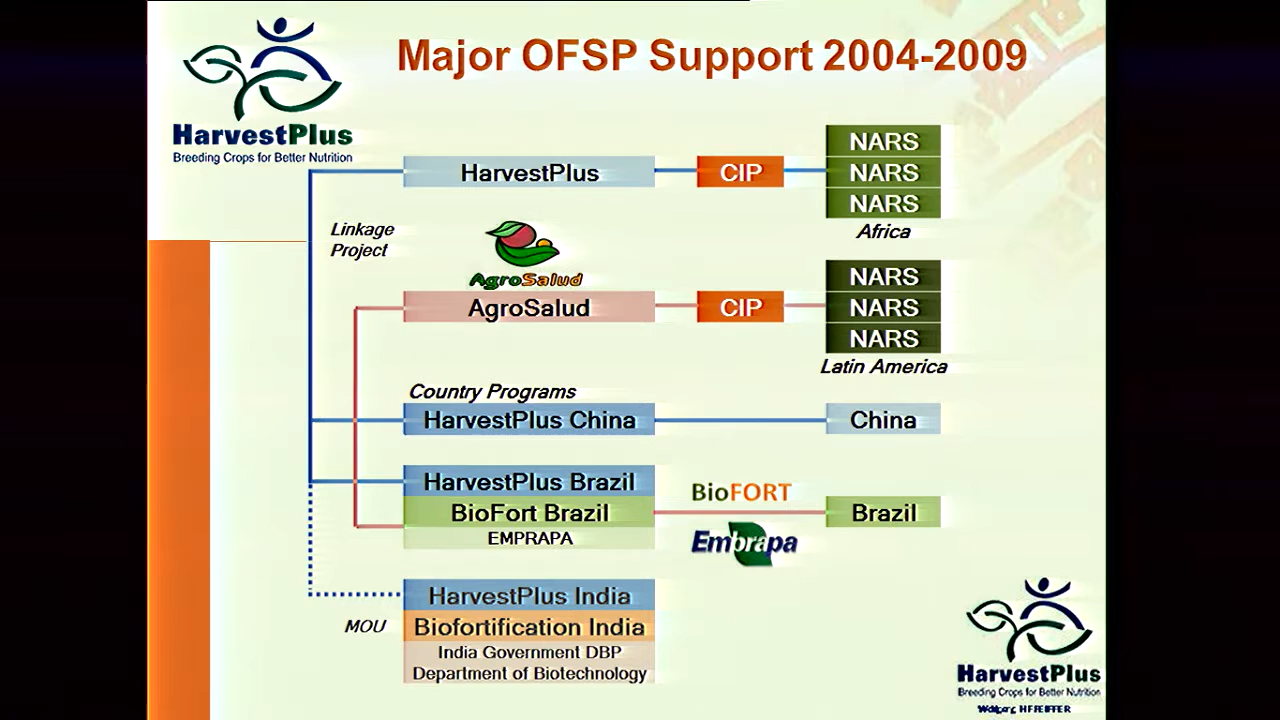 Major OFSP Support 2004-2009
HarvestPlus
Breeding Crops for Better Nutrition
HarvestPlus
CIP
NARS
NARS
NARS
Africa
Linkage
Project
AgroSalud
AgroSalud
CIP
NARS
NARS
NARS
Latin America
Country Programs
HarvestPlus China
China
HarvestPlus Brazil
BioFort Brazil
EMPRAPA
BioFORT
Embrapa
Brazil
HarvestPlus India
MOU
Biofortification India
India Government DBP
Department of Biotechnology
HarvestPlus
Breeding Crops for Better Nutrition
Wolfgang H PFEIFFER